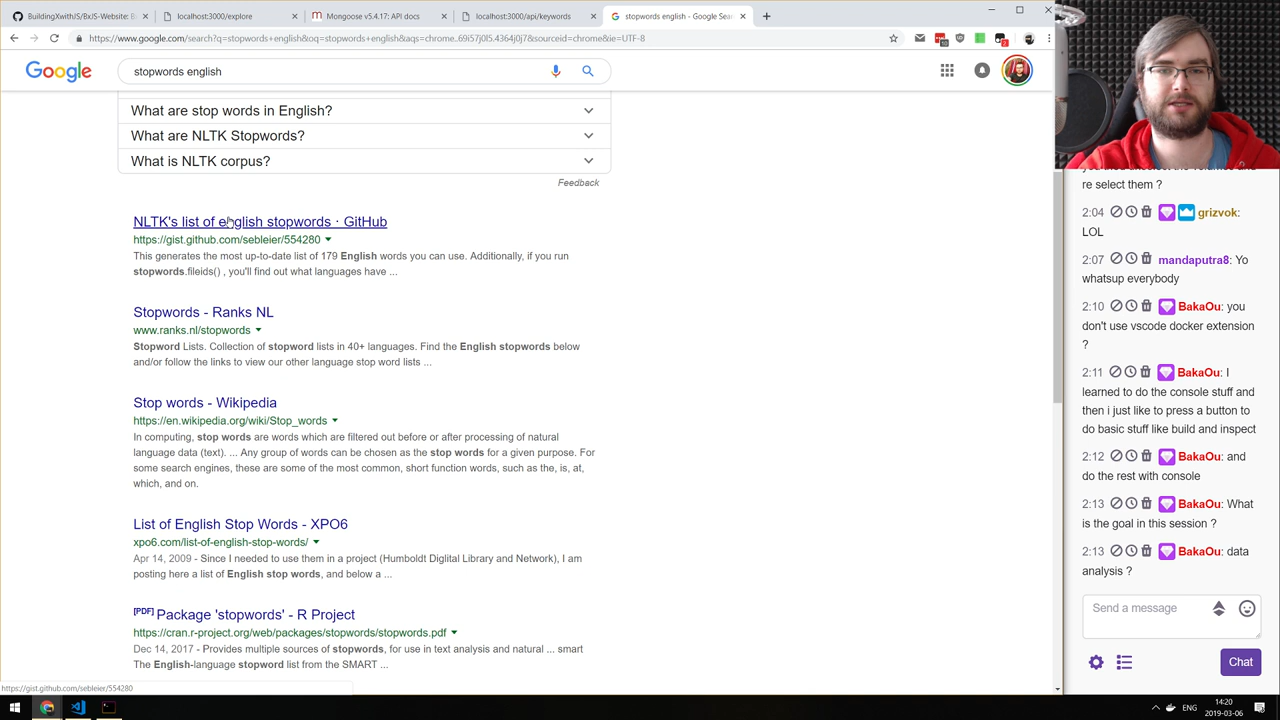 BuildingXwithJS/BxJS-Website: B
localhost:3000/explore
Mongoose v5.4.17: API docs
localhost:3000/api/keywords
stopwords english - Google Sear
https://www.google.com/search?q=stopwords+english&oq=stopwords+english&aqs=chrome..69i57j0l5.4364j0j7&sourceid=chrome&ie=UTF-8
Google
stopwords english
What are stop words in English?
What are NLTK Stopwords?
What is NLTK corpus?
Feedback
NLTK's list of english stopwords · GitHub
https://gist.github.com/sebleier/554280
This generates the most up-to-date list of 179 English words you can use. Additionally, if you run
stopwords.fileids() , you'll find out what languages have ...
Stopwords - Ranks NL
www.ranks.nl/stopwords
Stopword Lists. Collection of stopword lists in 40+ languages. Find the English stopwords below
and/or follow the links to view our other language stop word lists ...
Stop words - Wikipedia
https://en.wikipedia.org/wiki/Stop_words
In computing, stop words are words which are filtered out before or after processing of natural
language data (text). ... Any group of words can be chosen as the stop words for a given purpose. For
some search engines, these are some of the most common, short function words, such as the, is, at,
which, and on.
List of English Stop Words - XPO6
xpo6.com/list-of-english-stop-words/
Apr 14, 2009 - Since I needed to use them in a project (Humboldt Digilital Library and Network), I am
posting here a list of English stop words, and below a ...
[PDF] Package 'stopwords' - R Project
https://cran.r-project.org/web/packages/stopwords/stopwords.pdf
Dec 14, 2017 - Provides multiple sources of stopwords, for use in text analysis and natural ... smart
The English-language stopword list from the SMART ...
https://gist.github.com/sebleier/554280
re select them ?
2:04 grizvok:
LOL
2:07 mandaputra8: Yo
whatsup everybody
2:10 BakaOu: you
don't use vscode docker extension
?
2:11 BakaOu: I
learned to do the console stuff and
then i just like to press a button to
do basic stuff like build and inspect
2:12 BakaOu: and
do the rest with console
2:13 BakaOu: What
is the goal in this session ?
2:13 BakaOu: data
analysis ?
Send a message
Chat
ENG
14:20
2019-03-06